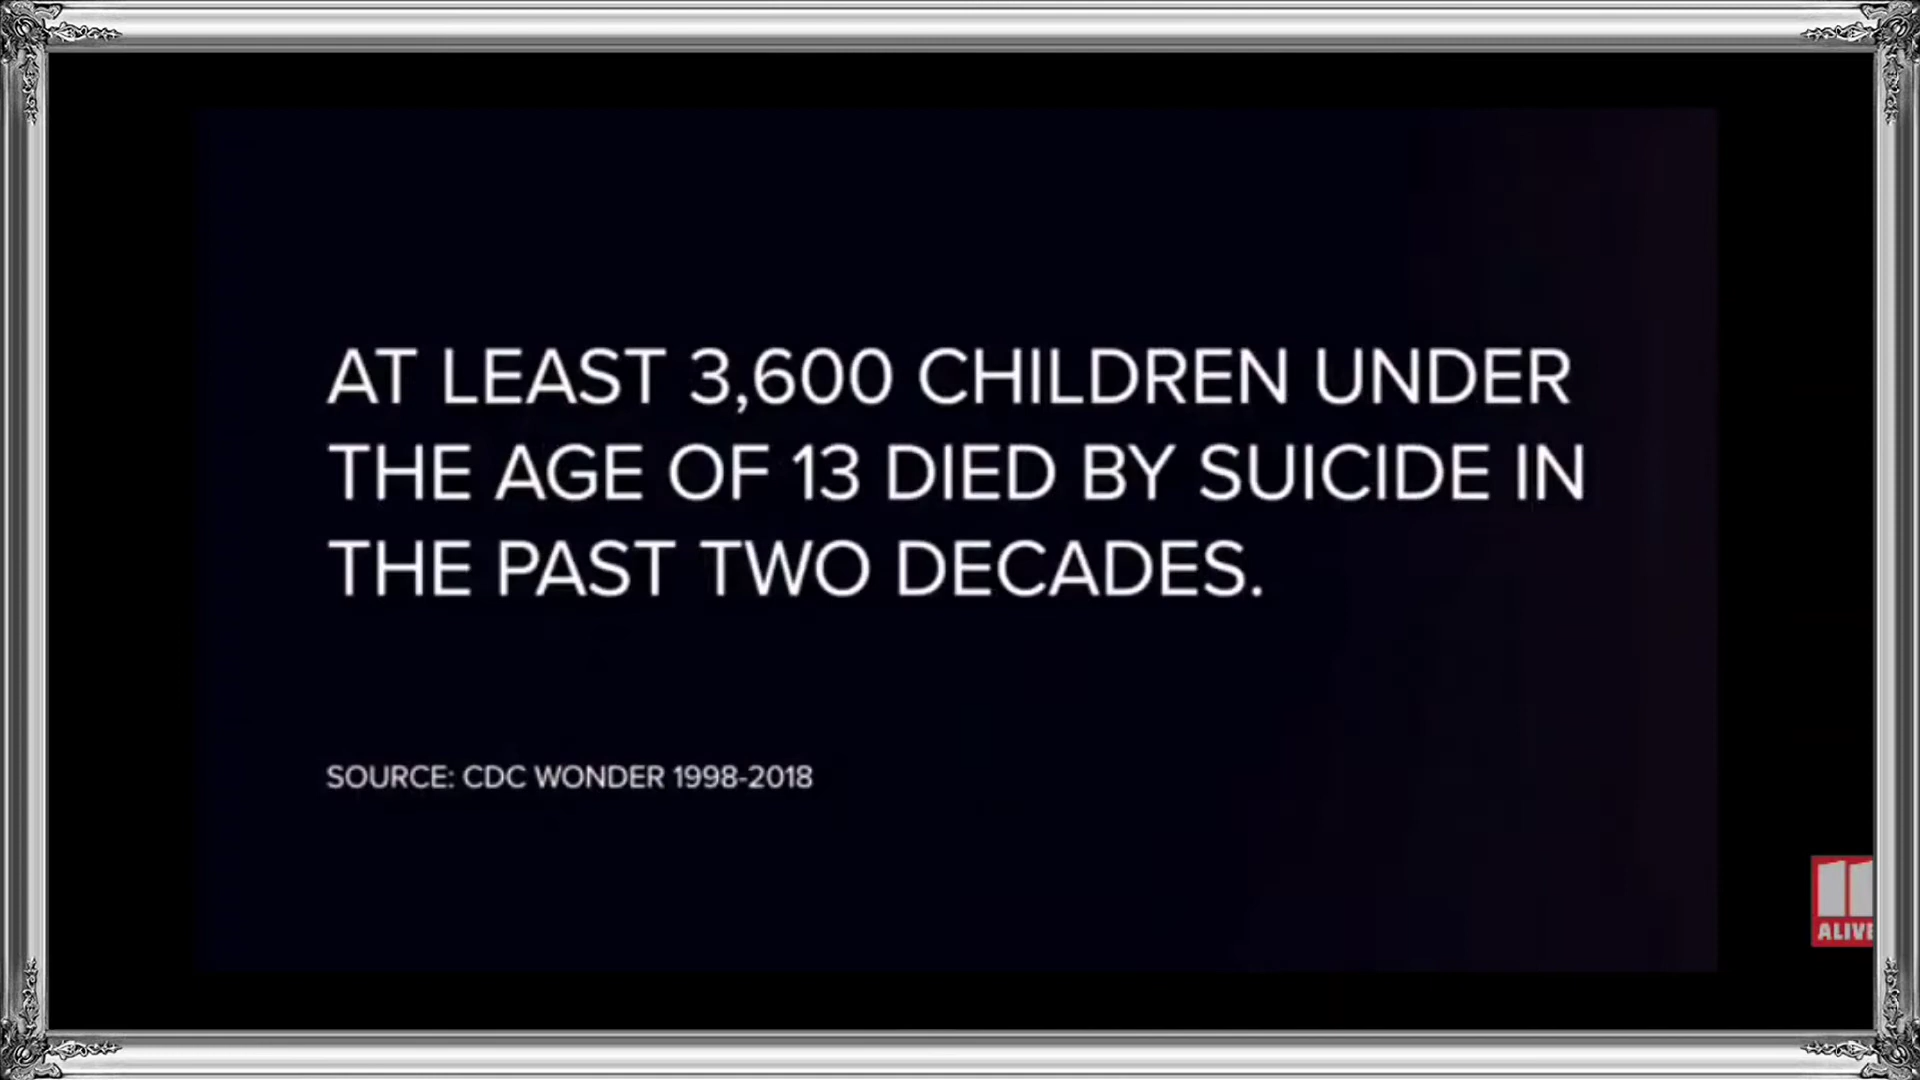 AT LEAST 3,600 CHILDREN UNDER
THE AGE OF 13 DIED BY SUICIDE IN
THE PAST TWO DECADES.
SOURCE: CDC WONDER 1998-2018
11
ALIVE